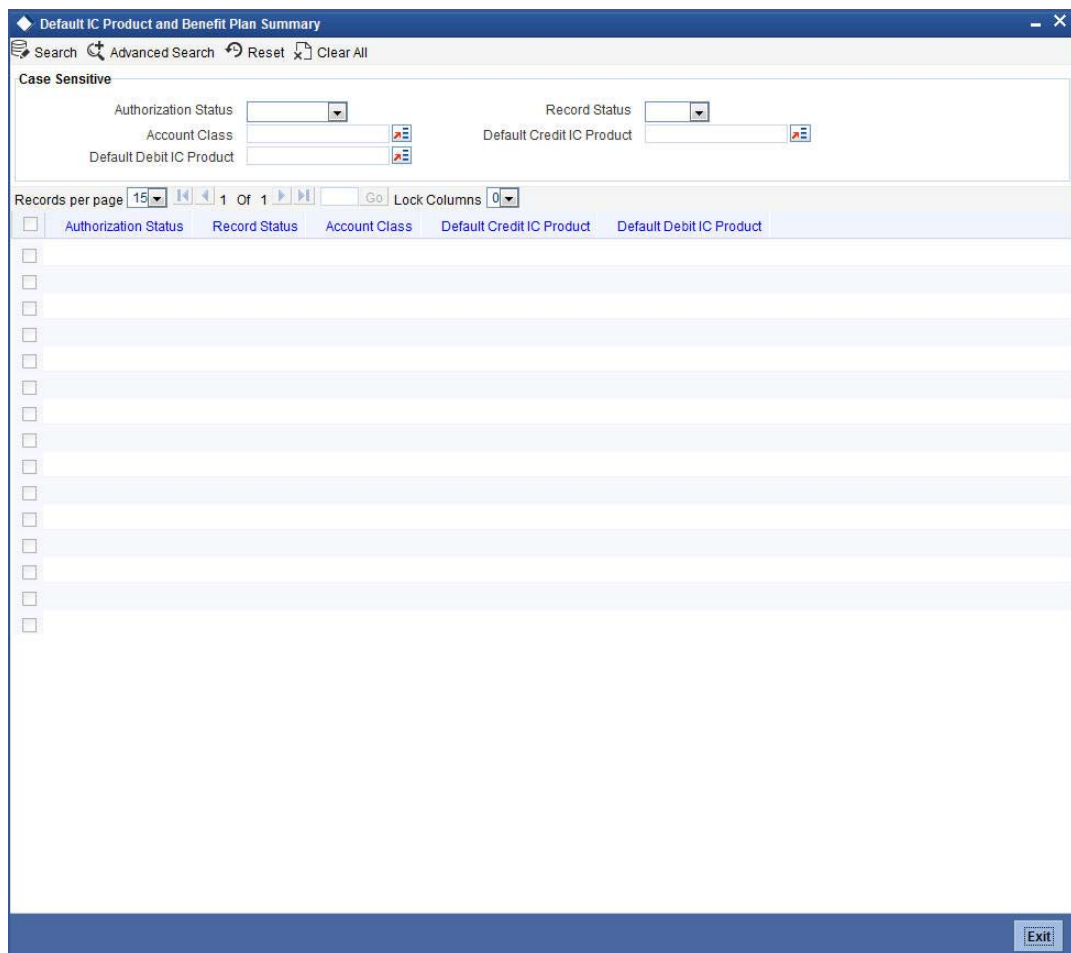 Default IC Product and Benefit Plan Summary
Search Advanced Search Reset Clear All
Case Sensitive
Authorization Status Record Status
Account Class Default Credit IC Product
Default Debit IC Product
Records per page 15 1 Of 1 Go Lock Columns 0
Authorization Status Record Status Account Class Default Credit IC Product Default Debit IC Product
Exit